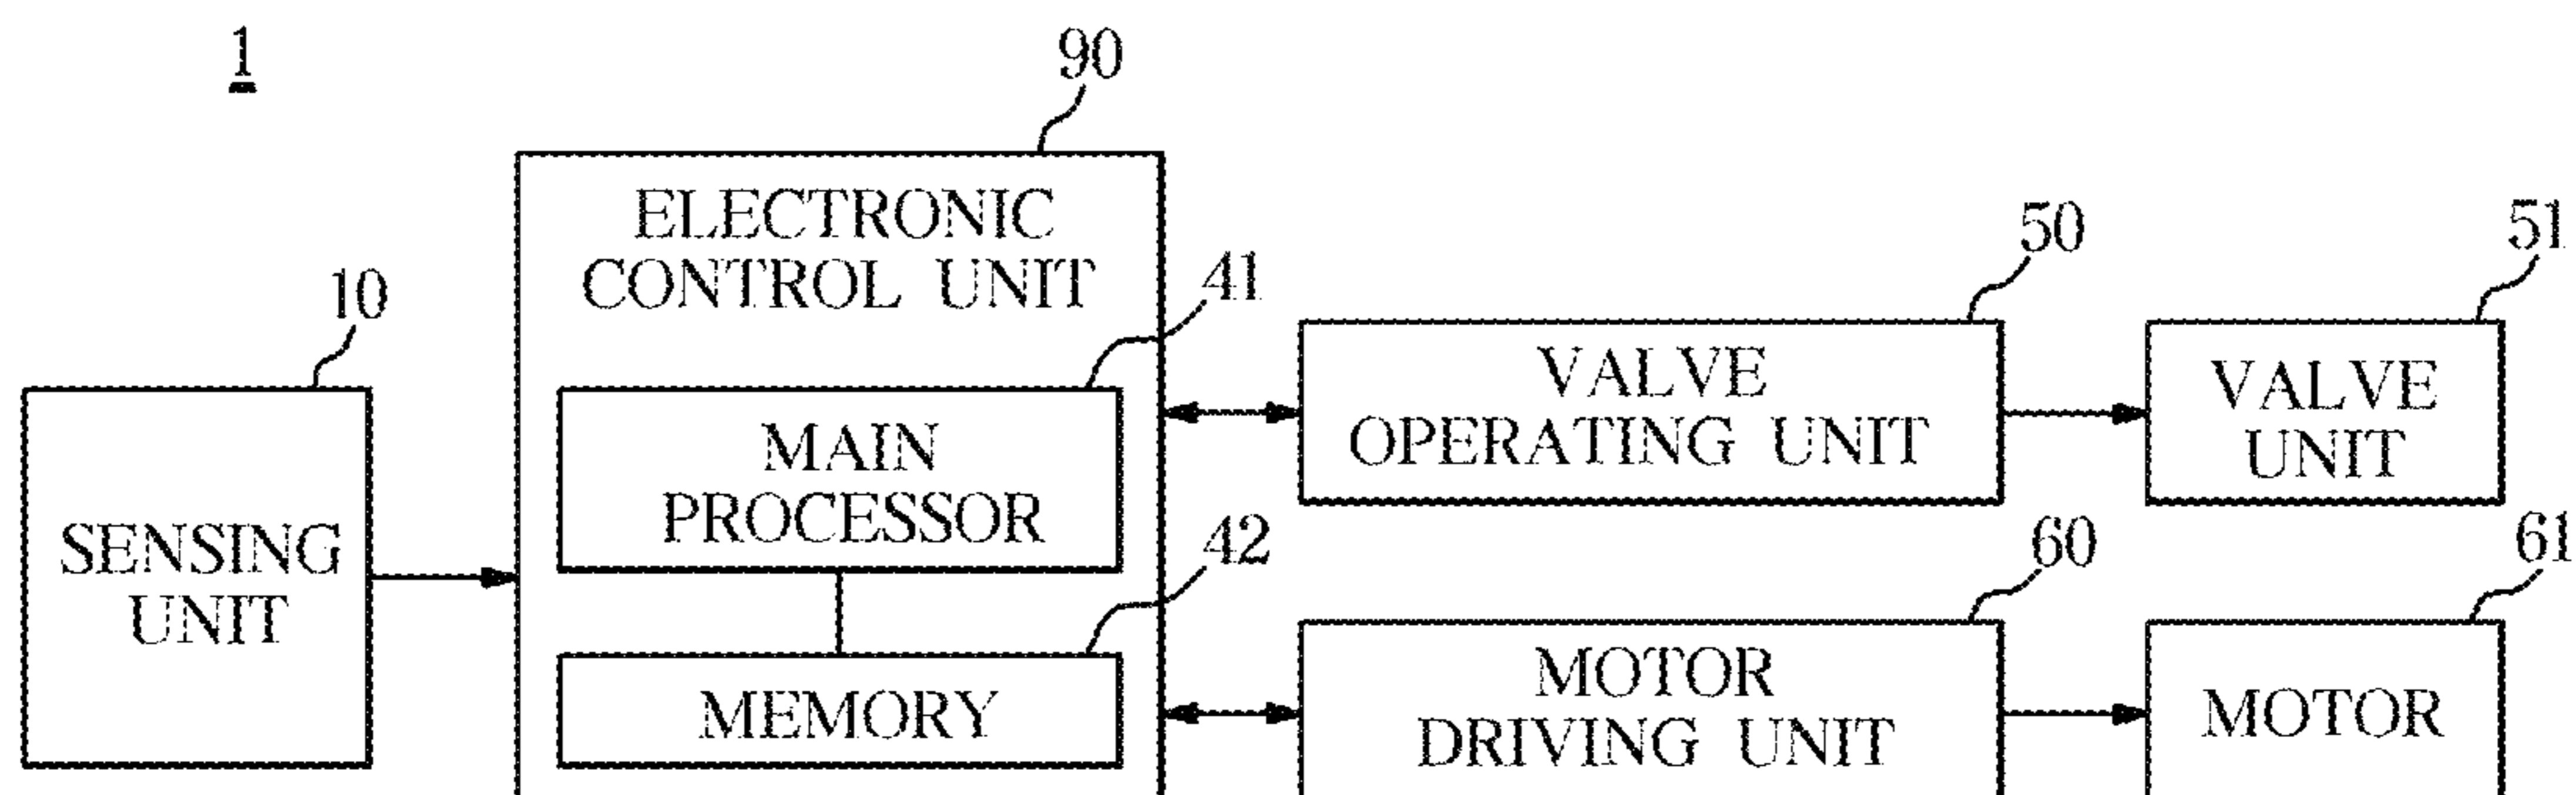 1
90
ELECTRONIC
CONTROL UNIT
10
41
50
51
SENSING
UNIT
MAIN
PROCESSOR
42
MEMORY
VALVE
OPERATING UNIT
VALVE
UNIT
60
61
MOTOR
DRIVING UNIT
MOTOR